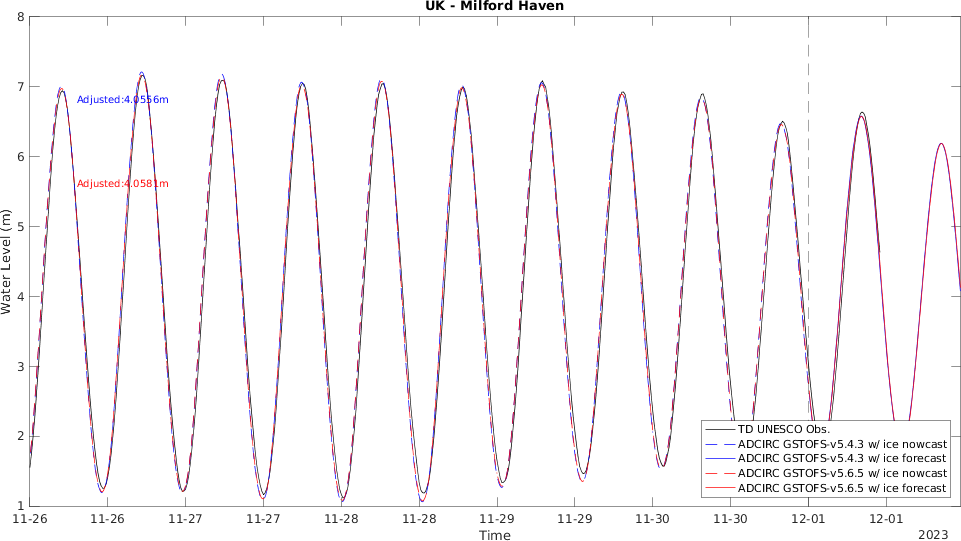 UK - Milford Haven
8
7
6
5
4
3
2
1
Water Level (m)
Adjusted:4.0556m
Adjusted:4.0581m
TD UNESCO Obs.
ADCIRC GSTOFS-v5.4.3 w/ ice nowcast
ADCIRC GSTOFS-v5.4.3 w/ ice forecast
ADCIRC GSTOFS-v5.6.5 w/ ice nowcast
ADCIRC GSTOFS-v5.6.5 w/ ice forecast
11-26 11-26 11-27 11-27 11-28 11-28 11-29 11-29 11-30 11-30 12-01 12-01
Time
2023